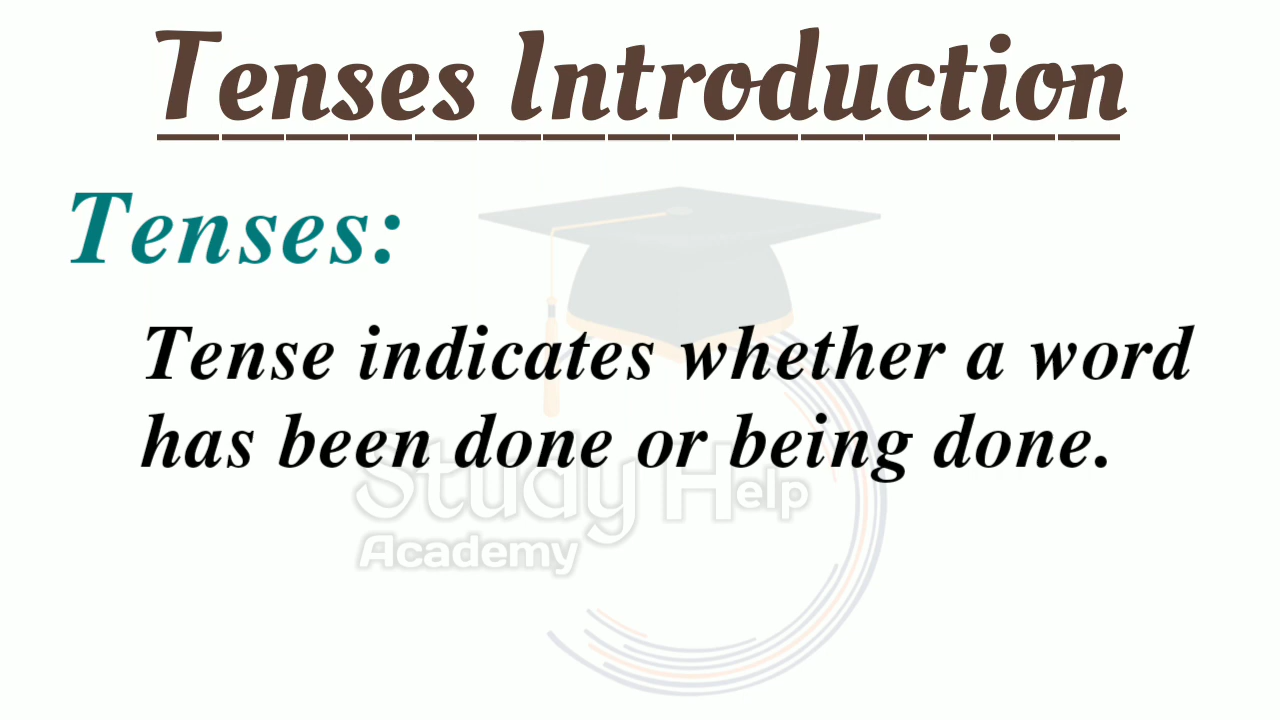 Tenses Introduction
Tenses:
Tense indicates whether a word
has been done or being done.
Study Help
Academy